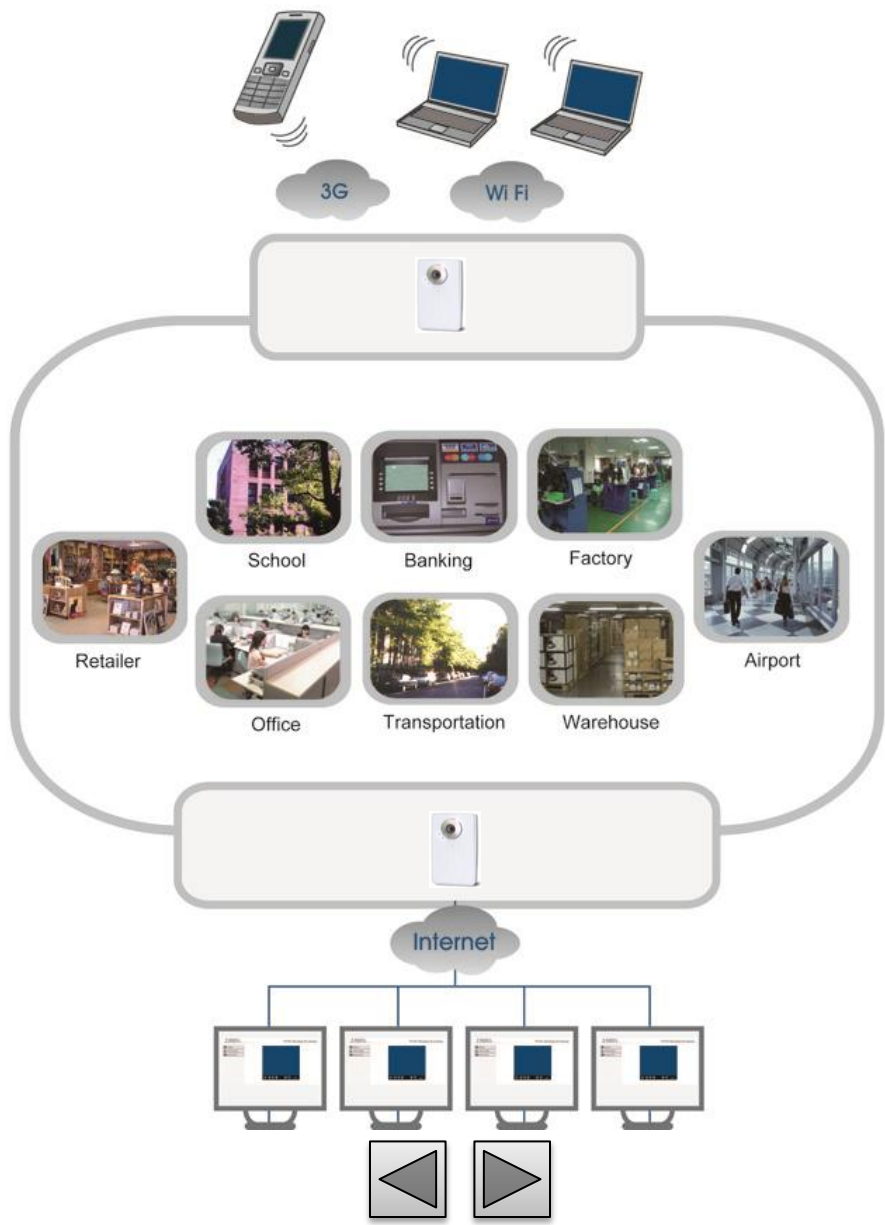 3G
Wi Fi
School
Banking
Factory
Retailer
Airport
Office
Transportation
Warehouse
Internet